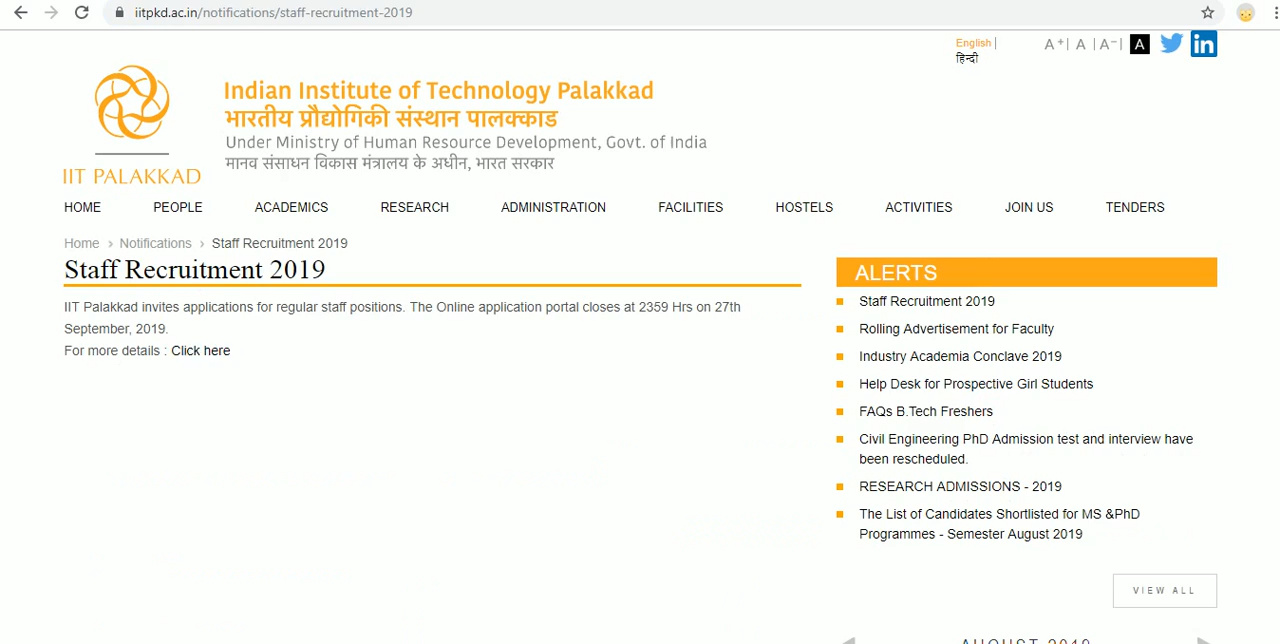 iitpkd.ac.in/notifications/staff-recruitment-2019
English |
हिन्दी
A⁺| A | A⁻| A
in
Indian Institute of Technology Palakkad
भारतीय प्रौद्योगिकी संस्थान पालक्काड
Under Ministry of Human Resource Development, Govt. of India
मानव संसाधन विकास मंत्रालय के अधीन, भारत सरकार
IIT PALAKKAD
HOME PEOPLE ACADEMICS RESEARCH ADMINISTRATION FACILITIES HOSTELS ACTIVITIES JOIN US TENDERS
Home › Notifications › Staff Recruitment 2019
Staff Recruitment 2019
IIT Palakkad invites applications for regular staff positions. The Online application portal closes at 2359 Hrs on 27th
September, 2019.
For more details : Click here
ALERTS
Staff Recruitment 2019
Rolling Advertisement for Faculty
Industry Academia Conclave 2019
Help Desk for Prospective Girl Students
FAQs B.Tech Freshers
Civil Engineering PhD Admission test and interview have
been rescheduled.
RESEARCH ADMISSIONS - 2019
The List of Candidates Shortlisted for MS &PhD
Programmes - Semester August 2019
VIEW ALL
AUGUST 2019